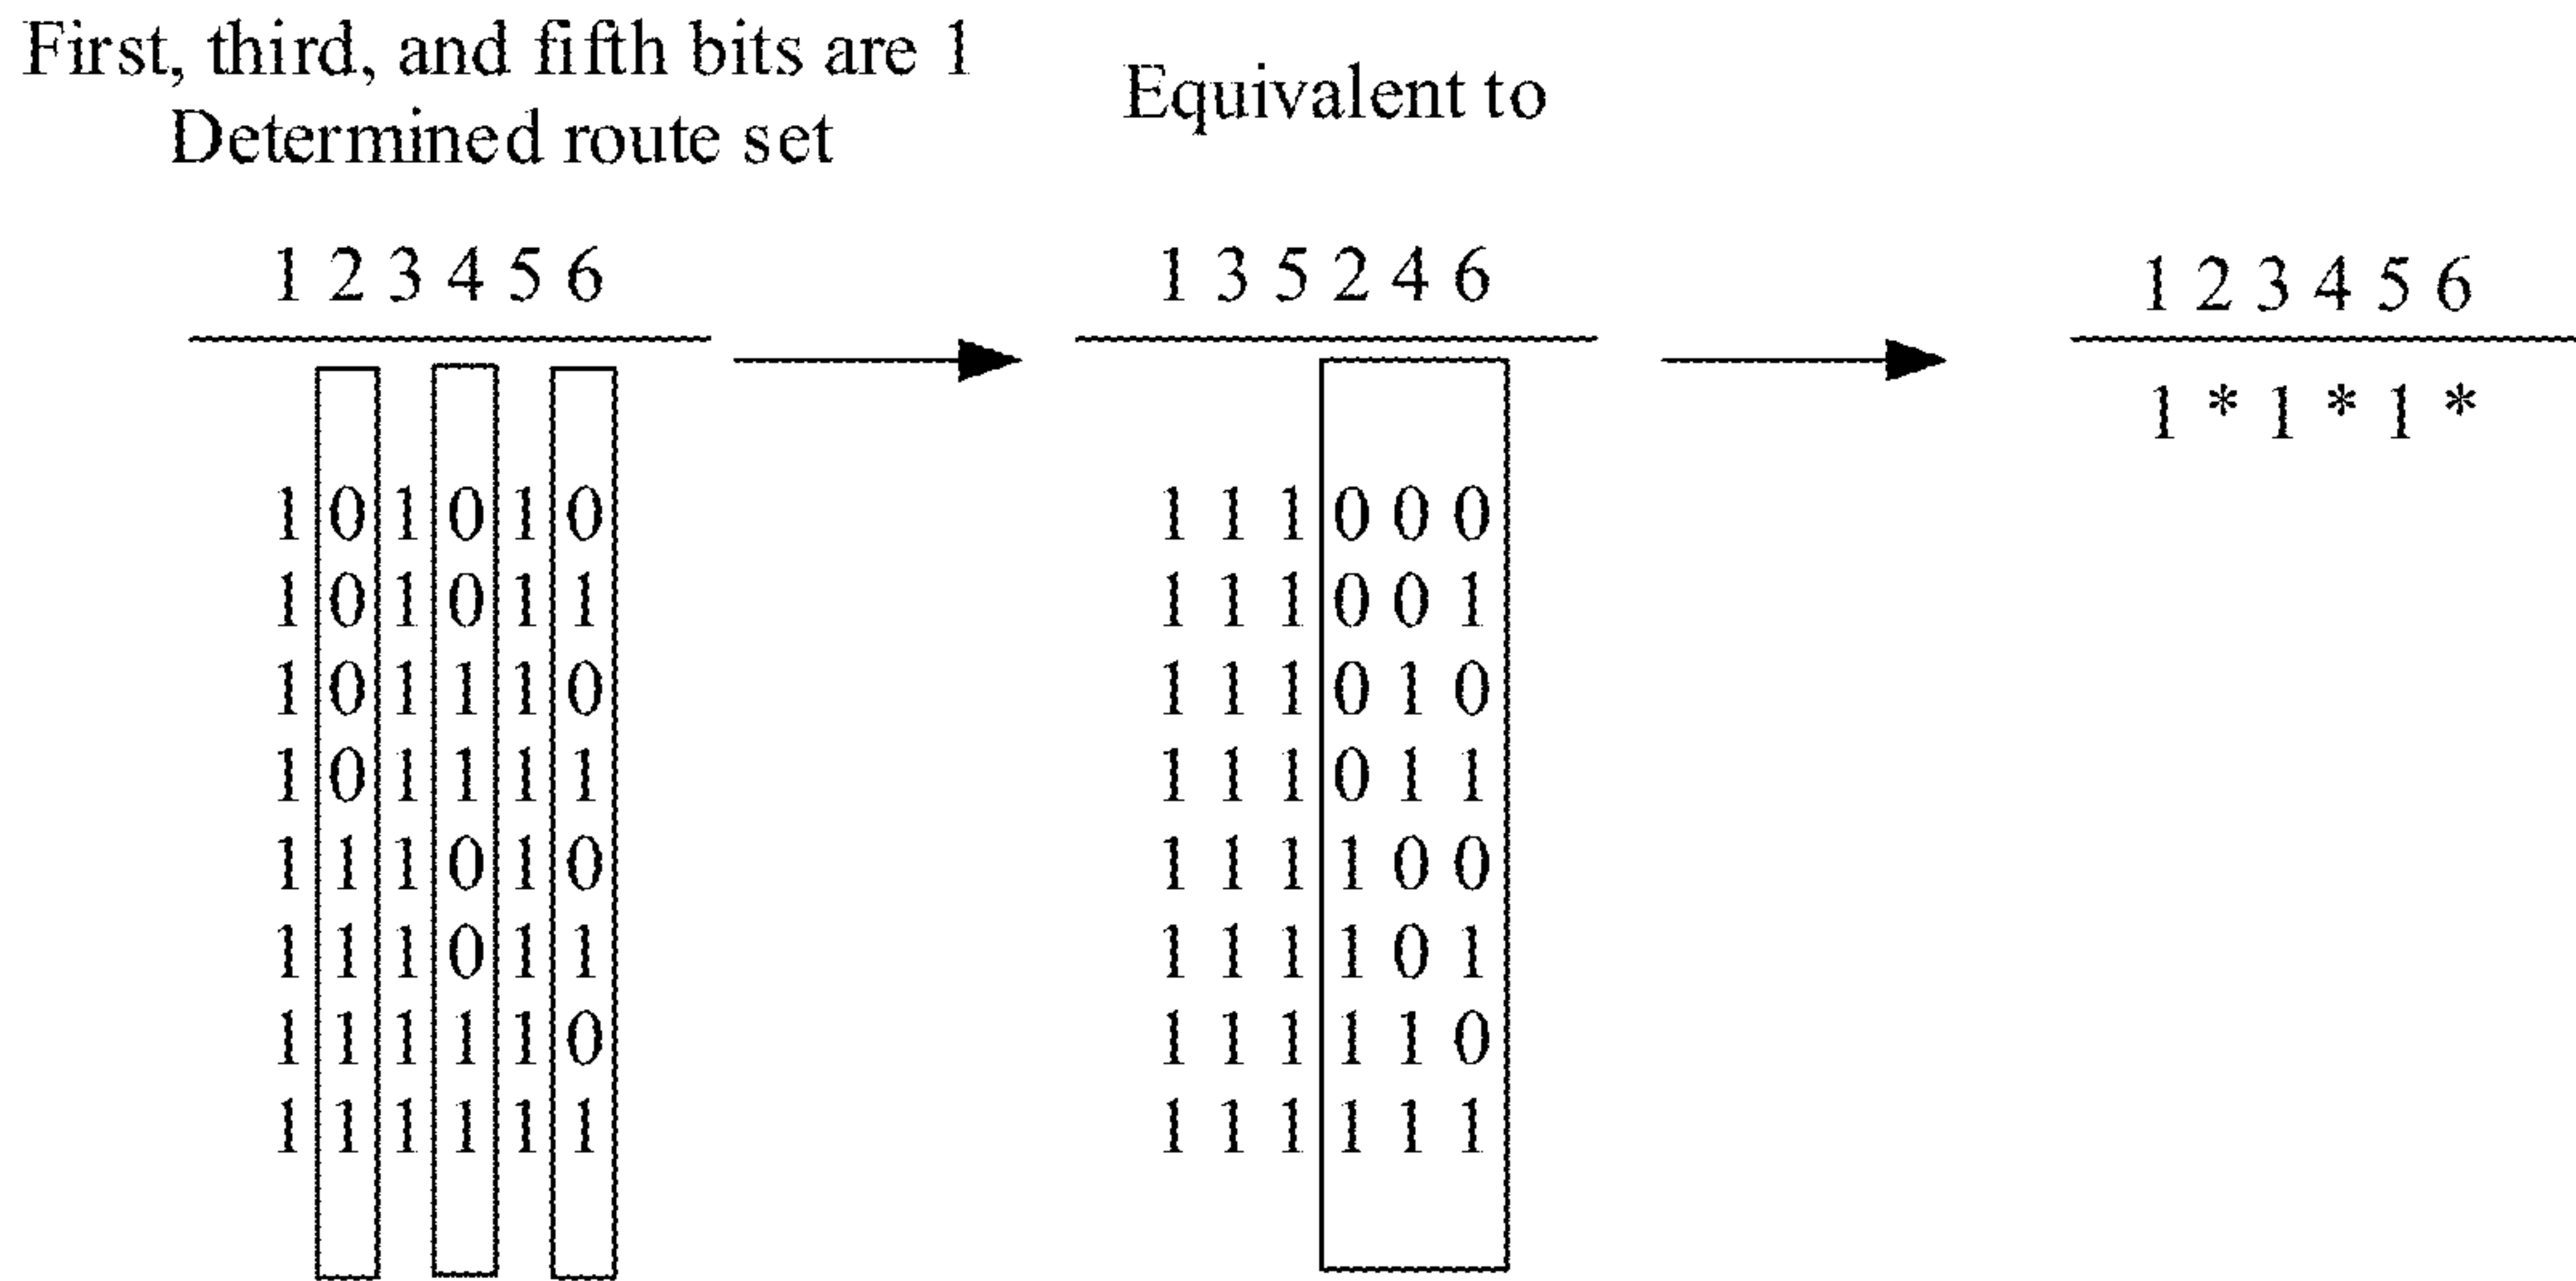 First, third, and fifth bits are 1
Determined route set
1 2 3 4 5 6
1 0 1 0 1 0
1 0 1 0 1 1
1 0 1 1 1 0
1 0 1 1 1 1
1 1 1 0 1 0
1 1 1 0 1 1
1 1 1 1 1 0
1 1 1 1 1 1
Equivalent to
1 3 5 2 4 6
1 1 1 0 0 0
1 1 1 0 0 1
1 1 1 0 1 0
1 1 1 0 1 1
1 1 1 1 0 0
1 1 1 1 0 1
1 1 1 1 1 0
1 1 1 1 1 1
1 2 3 4 5 6
1 * 1 * 1 *